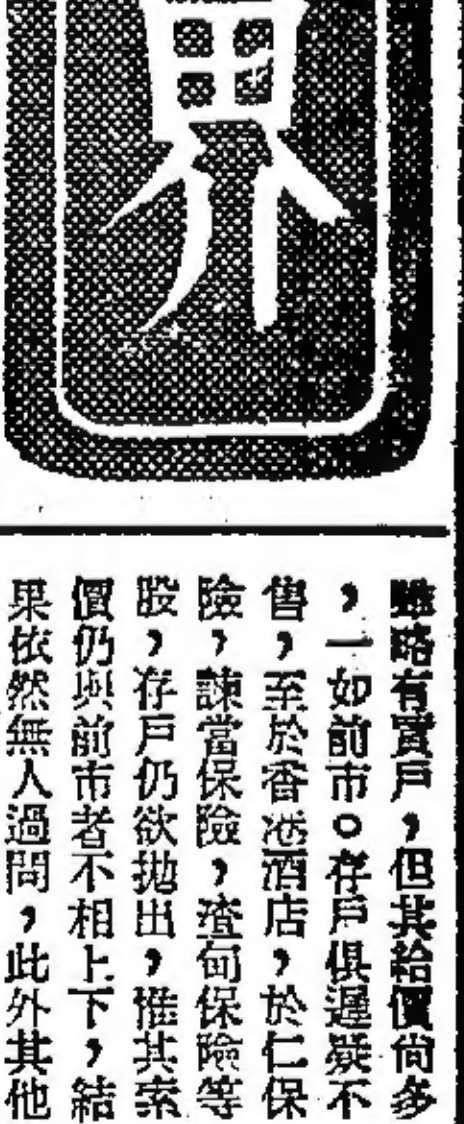 界
雖略有買戶，但其給價尙多
，一如前市。存戶俱遲疑不
售，至於香港酒店，於仁保
險，諫當保險，渣甸保險等
股，存戶仍欲拋出，惟其索
價仍與前市者不相上下，結
果依然無人過問，此外其他